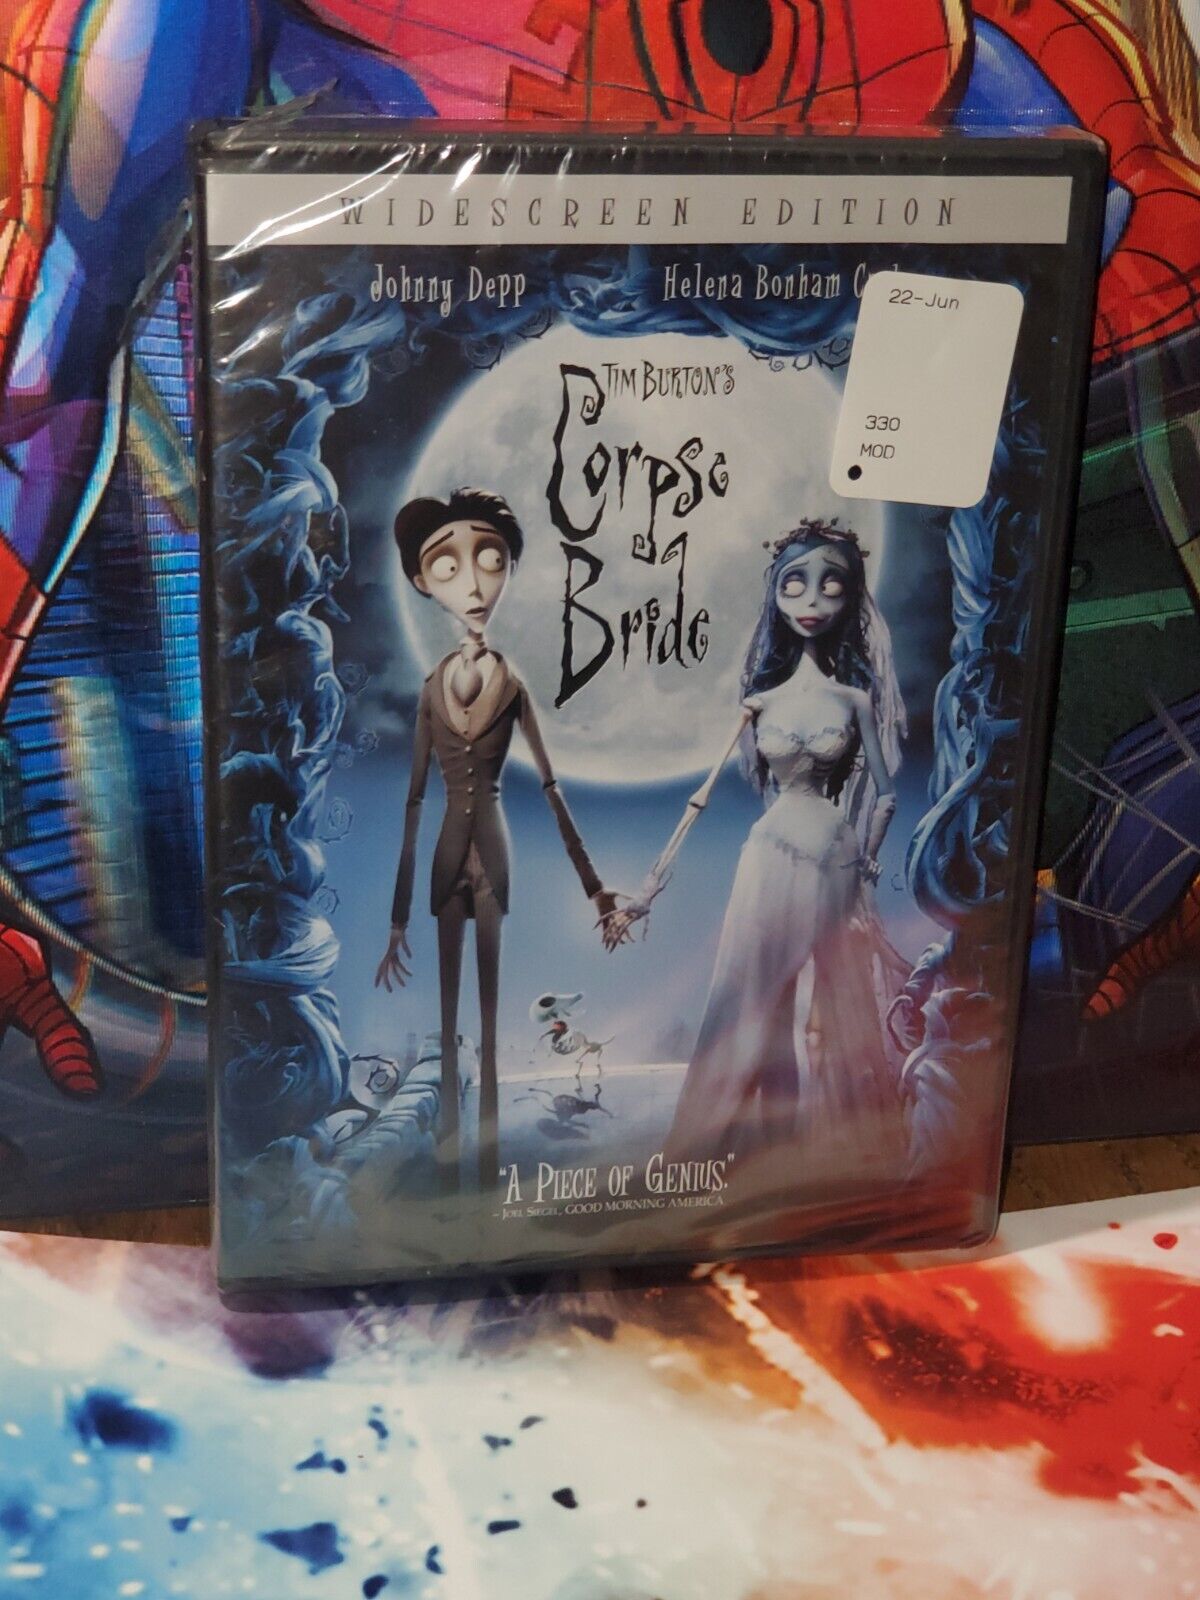 WIDESCREEN EDITION
Johnny Depp Helena Bonham
22-Jun
330
MOD
TIM BURTON'S
Corpse
Bride
"A PIECE OF GENIUS."
– JOEL SIEGEL, GOOD MORNING AMERICA